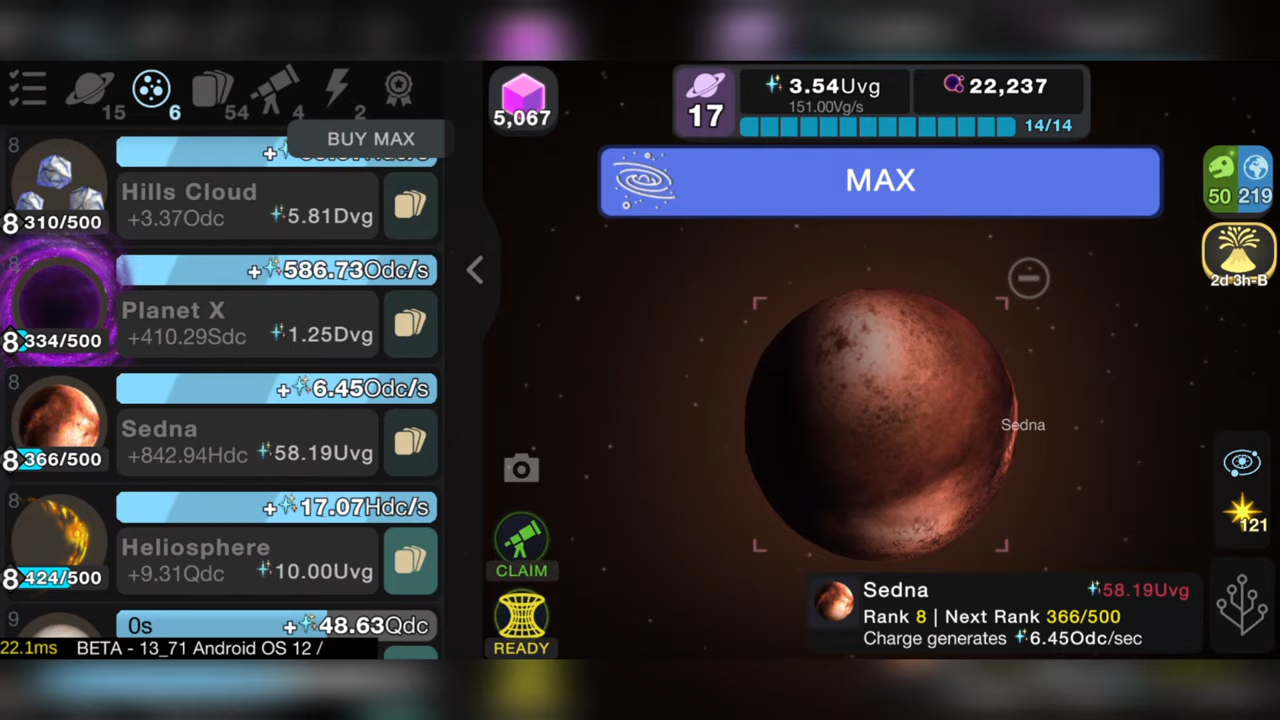 15
6
54
4
2
BUY MAX
8
8 310/500
Hills Cloud
+3.37Odc
5.81Dvg
8
8 334/500
+586.73Odc/s
Planet X
+410.29Sdc
1.25Dvg
8
8 366/500
+6.45Odc/s
Sedna
+842.94Hdc
58.19Uvg
8
8 424/500
+17.07Hdc/s
Heliosphere
+9.31Qdc
10.00Uvg
9
0s
+48.63Qdc
22.1ms
BETA - 13_71 Android OS 12 /
5,067
17
3.54Uvg
151.00Vg/s
22,237
14/14
MAX
50
219
2d 3h-B
Sedna
CLAIM
READY
121
Sedna
58.19Uvg
Rank 8 | Next Rank 366/500
Charge generates 6.45Odc/sec